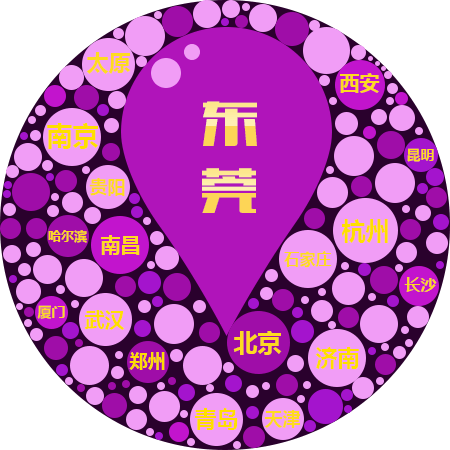 太原
西安
东
莞
南京
昆明
贵阳
杭州
哈尔滨
南昌
石家庄
长沙
厦门
武汉
北京
郑州
济南
青岛
天津